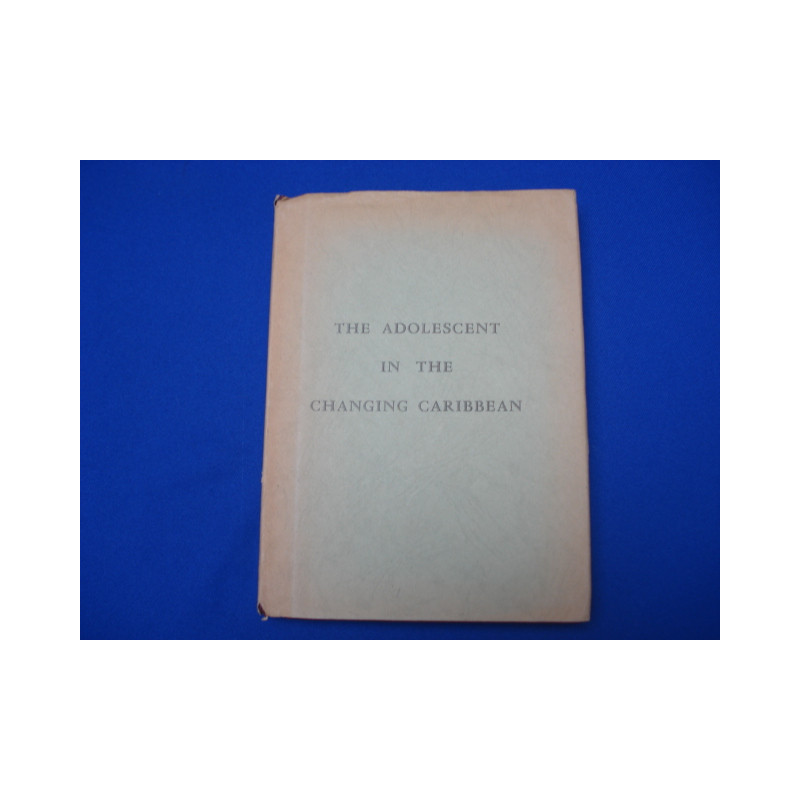 THE ADOLESCENT
IN THE
CHANGING CARIBBEAN